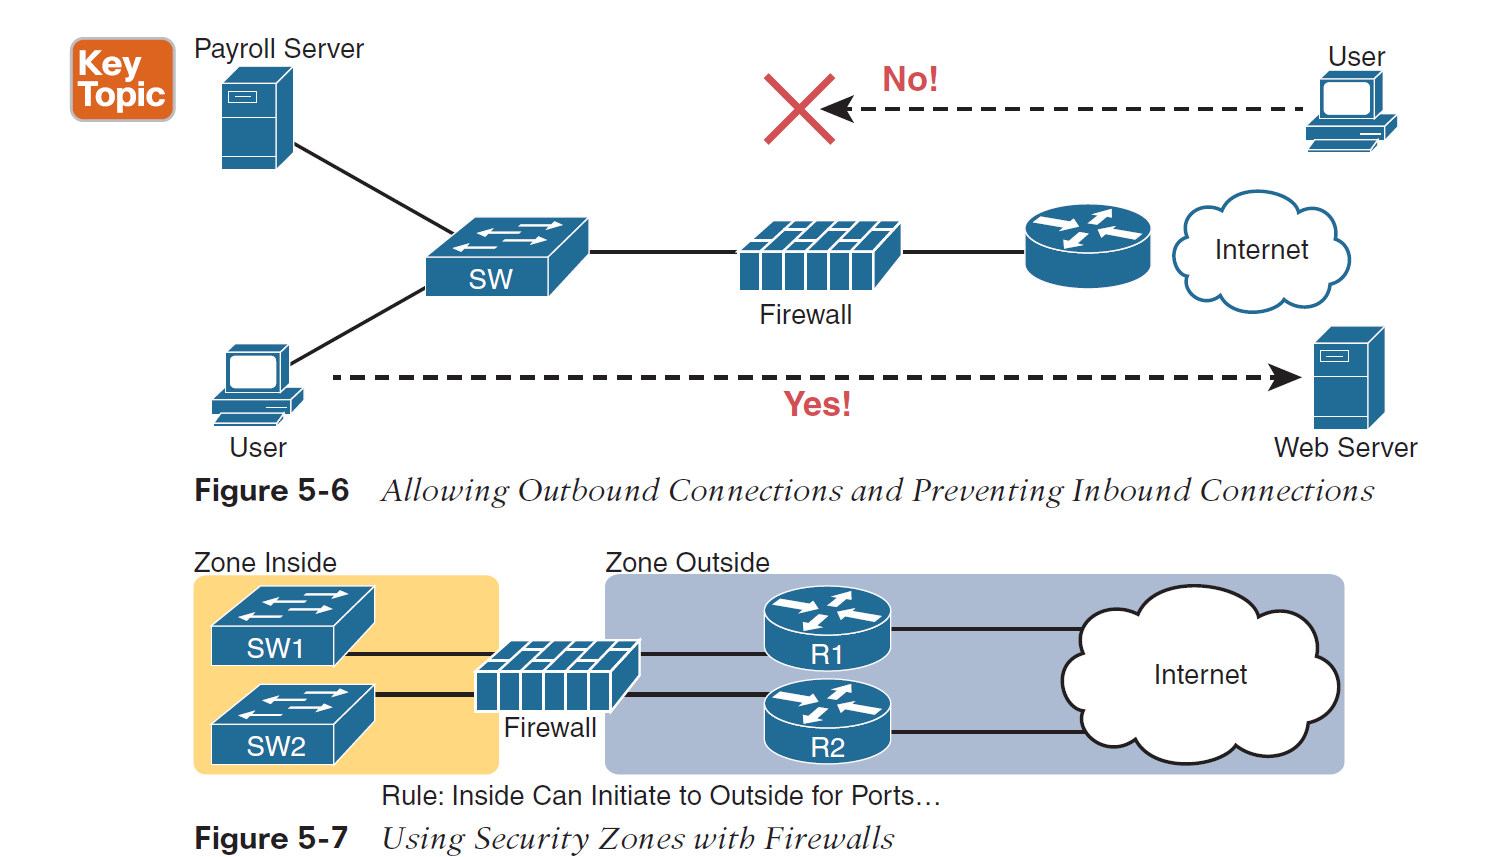 Key
Topic
Payroll Server
No!
User
SW
Firewall
Internet
Yes!
User
Web Server
Figure 5-6 Allowing Outbound Connections and Preventing Inbound Connections
Zone Inside
Zone Outside
SW1
R1
Internet
Firewall
SW2
R2
Rule: Inside Can Initiate to Outside for Ports…
Figure 5-7 Using Security Zones with Firewalls